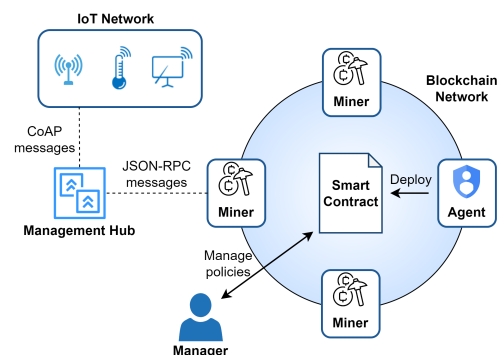 IoT Network
CoAP
messages
Management Hub
JSON-RPC
messages
Miner
Miner
Blockchain
Network
Smart
Contract
Deploy
Agent
Manage
policies
Miner
Manager